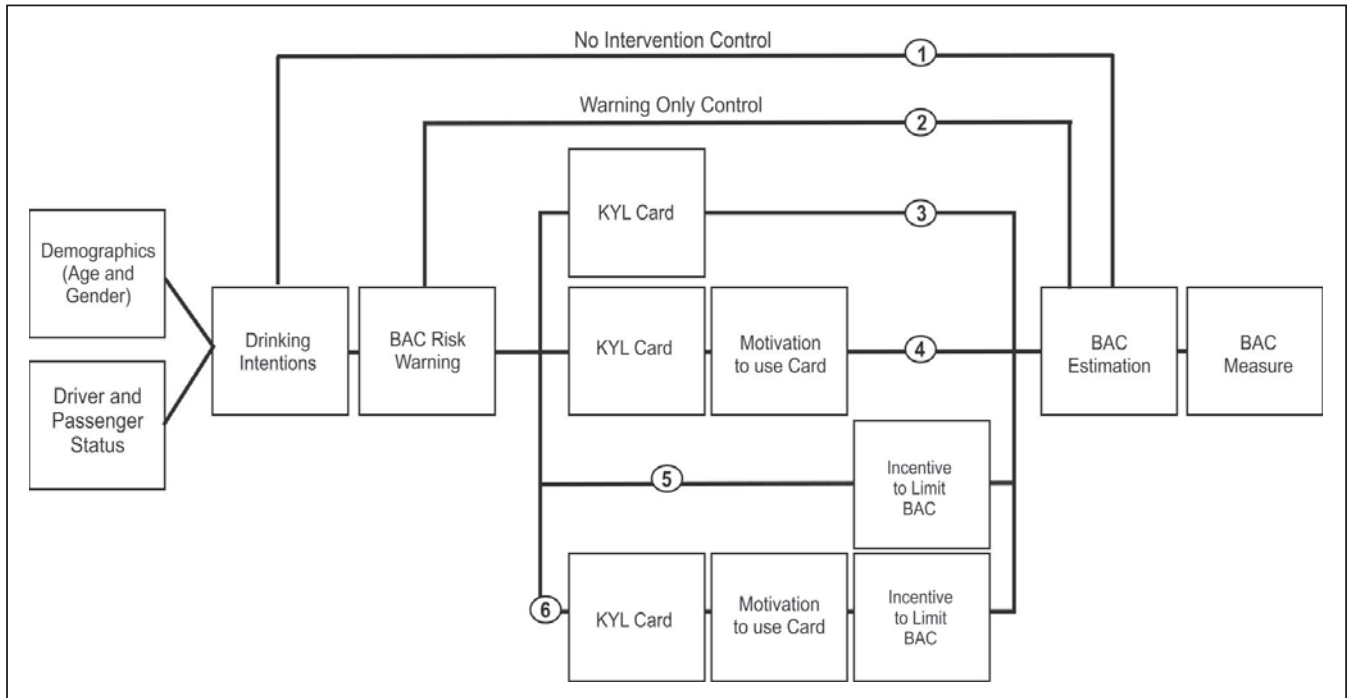 No Intervention Control
1
Warning Only Control
2
KYL Card
3
Demographics
(Age and
Gender)
Driver and
Passenger
Status
Drinking
Intentions
BAC Risk
Warning
KYL Card
Motivation
to use Card
4
BAC
Estimation
BAC
Measure
5
Incentive
to Limit
BAC
6
KYL Card
Motivation
to use Card
Incentive
to Limit
BAC